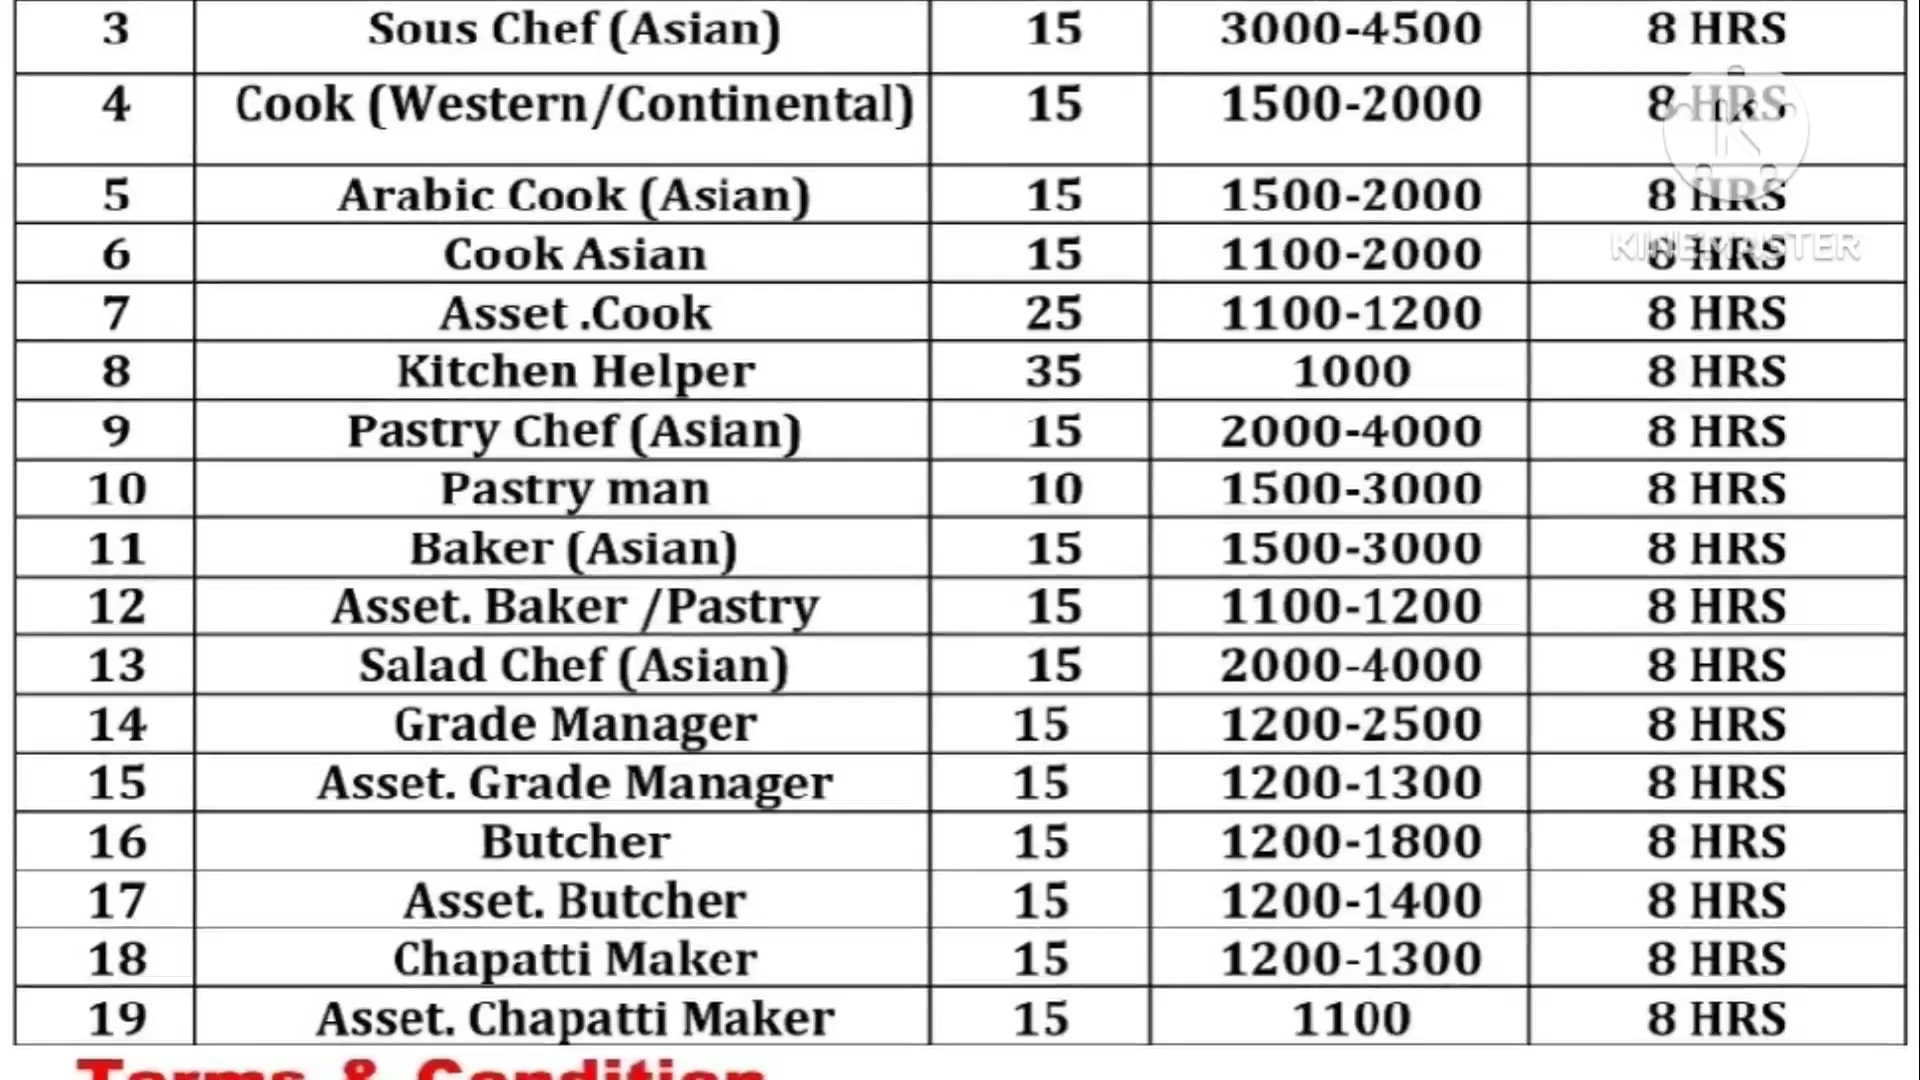 3 Sous Chef (Asian) 15 3000-4500 8 HRS
4 Cook (Western/Continental) 15 1500-2000 8 HRS
5 Arabic Cook (Asian) 15 1500-2000 8 HRS
6 Cook Asian 15 1100-2000 8 HRS
KINEMASTER
7 Asset .Cook 25 1100-1200 8 HRS
8 Kitchen Helper 35 1000 8 HRS
9 Pastry Chef (Asian) 15 2000-4000 8 HRS
10 Pastry man 10 1500-3000 8 HRS
11 Baker (Asian) 15 1500-3000 8 HRS
12 Asset. Baker /Pastry 15 1100-1200 8 HRS
13 Salad Chef (Asian) 15 2000-4000 8 HRS
14 Grade Manager 15 1200-2500 8 HRS
15 Asset. Grade Manager 15 1200-1300 8 HRS
16 Butcher 15 1200-1800 8 HRS
17 Asset. Butcher 15 1200-1400 8 HRS
18 Chapatti Maker 15 1200-1300 8 HRS
19 Asset. Chapatti Maker 15 1100 8 HRS
Terms & Condition